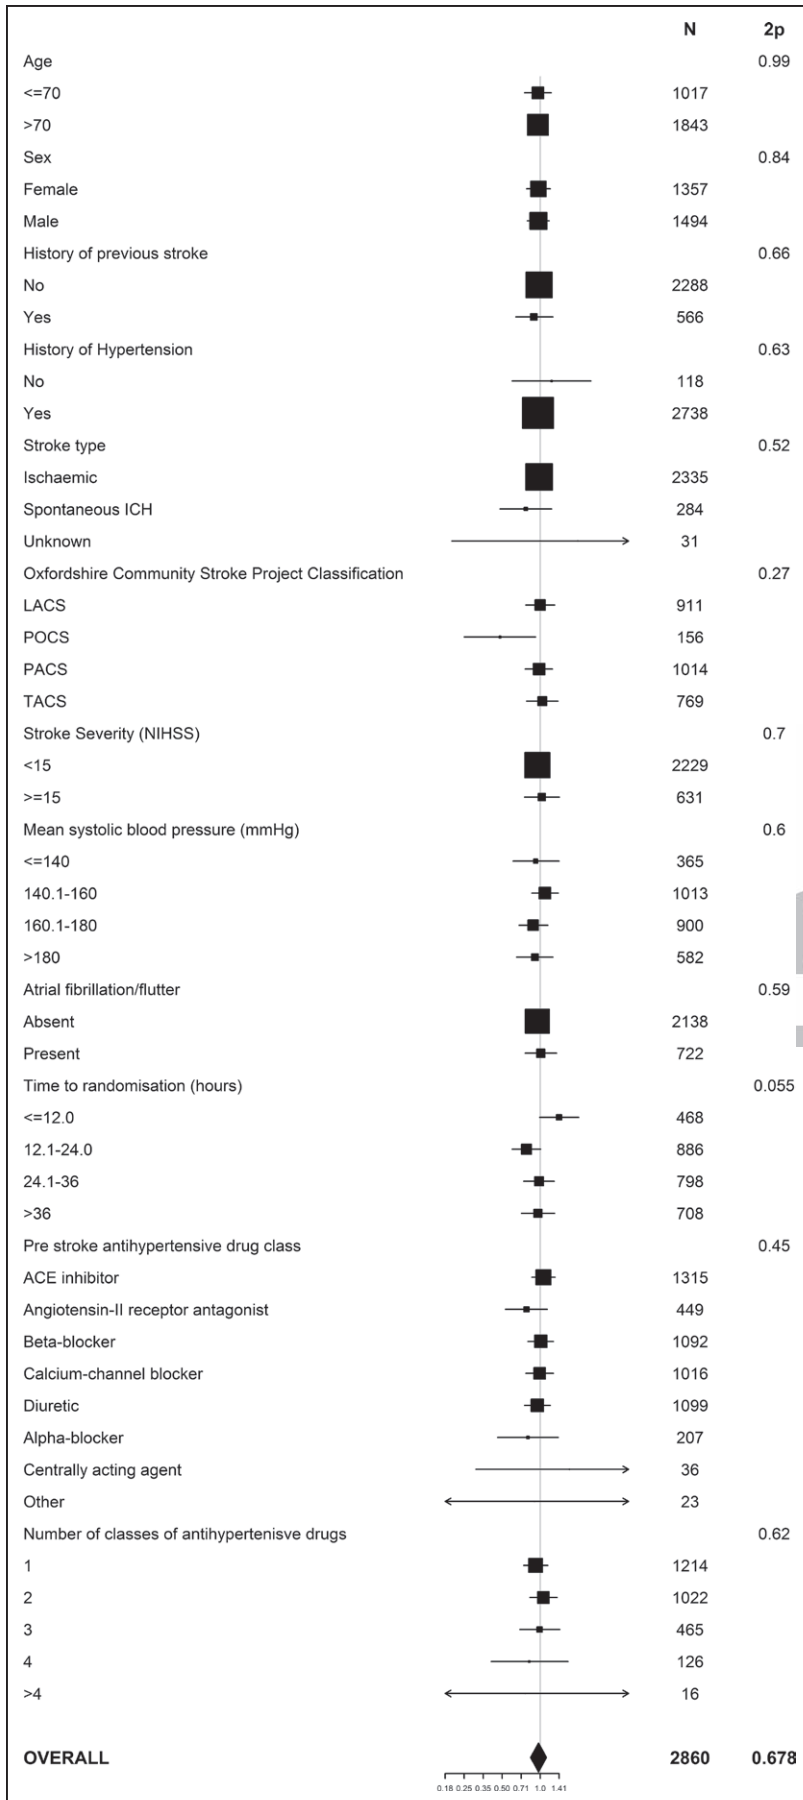 N 2p
Age 0.99
<=70 1017
>70 1843
Sex 0.84
Female 1357
Male 1494
History of previous stroke 0.66
No 2288
Yes 566
History of Hypertension 0.63
No 118
Yes 2738
Stroke type 0.52
Ischaemic 2335
Spontaneous ICH 284
Unknown 31
Oxfordshire Community Stroke Project Classification 0.27
LACS 911
POCS 156
PACS 1014
TACS 769
Stroke Severity (NIHSS) 0.7
<15 2229
>=15 631
Mean systolic blood pressure (mmHg) 0.6
<=140 365
140.1-160 1013
160.1-180 900
>180 582
Atrial fibrillation/flutter 0.59
Absent 2138
Present 722
Time to randomisation (hours) 0.055
<=12.0 468
12.1-24.0 886
24.1-36 798
>36 708
Pre stroke antihypertensive drug class 0.45
ACE inhibitor 1315
Angiotensin-II receptor antagonist 449
Beta-blocker 1092
Calcium-channel blocker 1016
Diuretic 1099
Alpha-blocker 207
Centrally acting agent 36
Other 23
Number of classes of antihypertenisve drugs 0.62
1 1214
2 1022
3 465
4 126
>4 16
OVERALL 2860 0.678
0.18 0.25 0.35 0.50 0.71 1.0 1.41